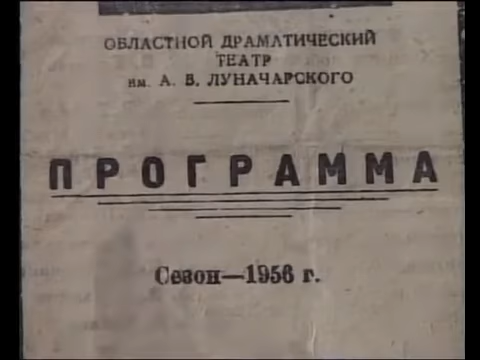 ОБЛАСТНОЙ ДРАМАТИЧЕСКИЙ
ТЕАТР
им. А. В. ЛУНАЧАРСКОГО
ПРОГРАММА
Сезон—1956 г.